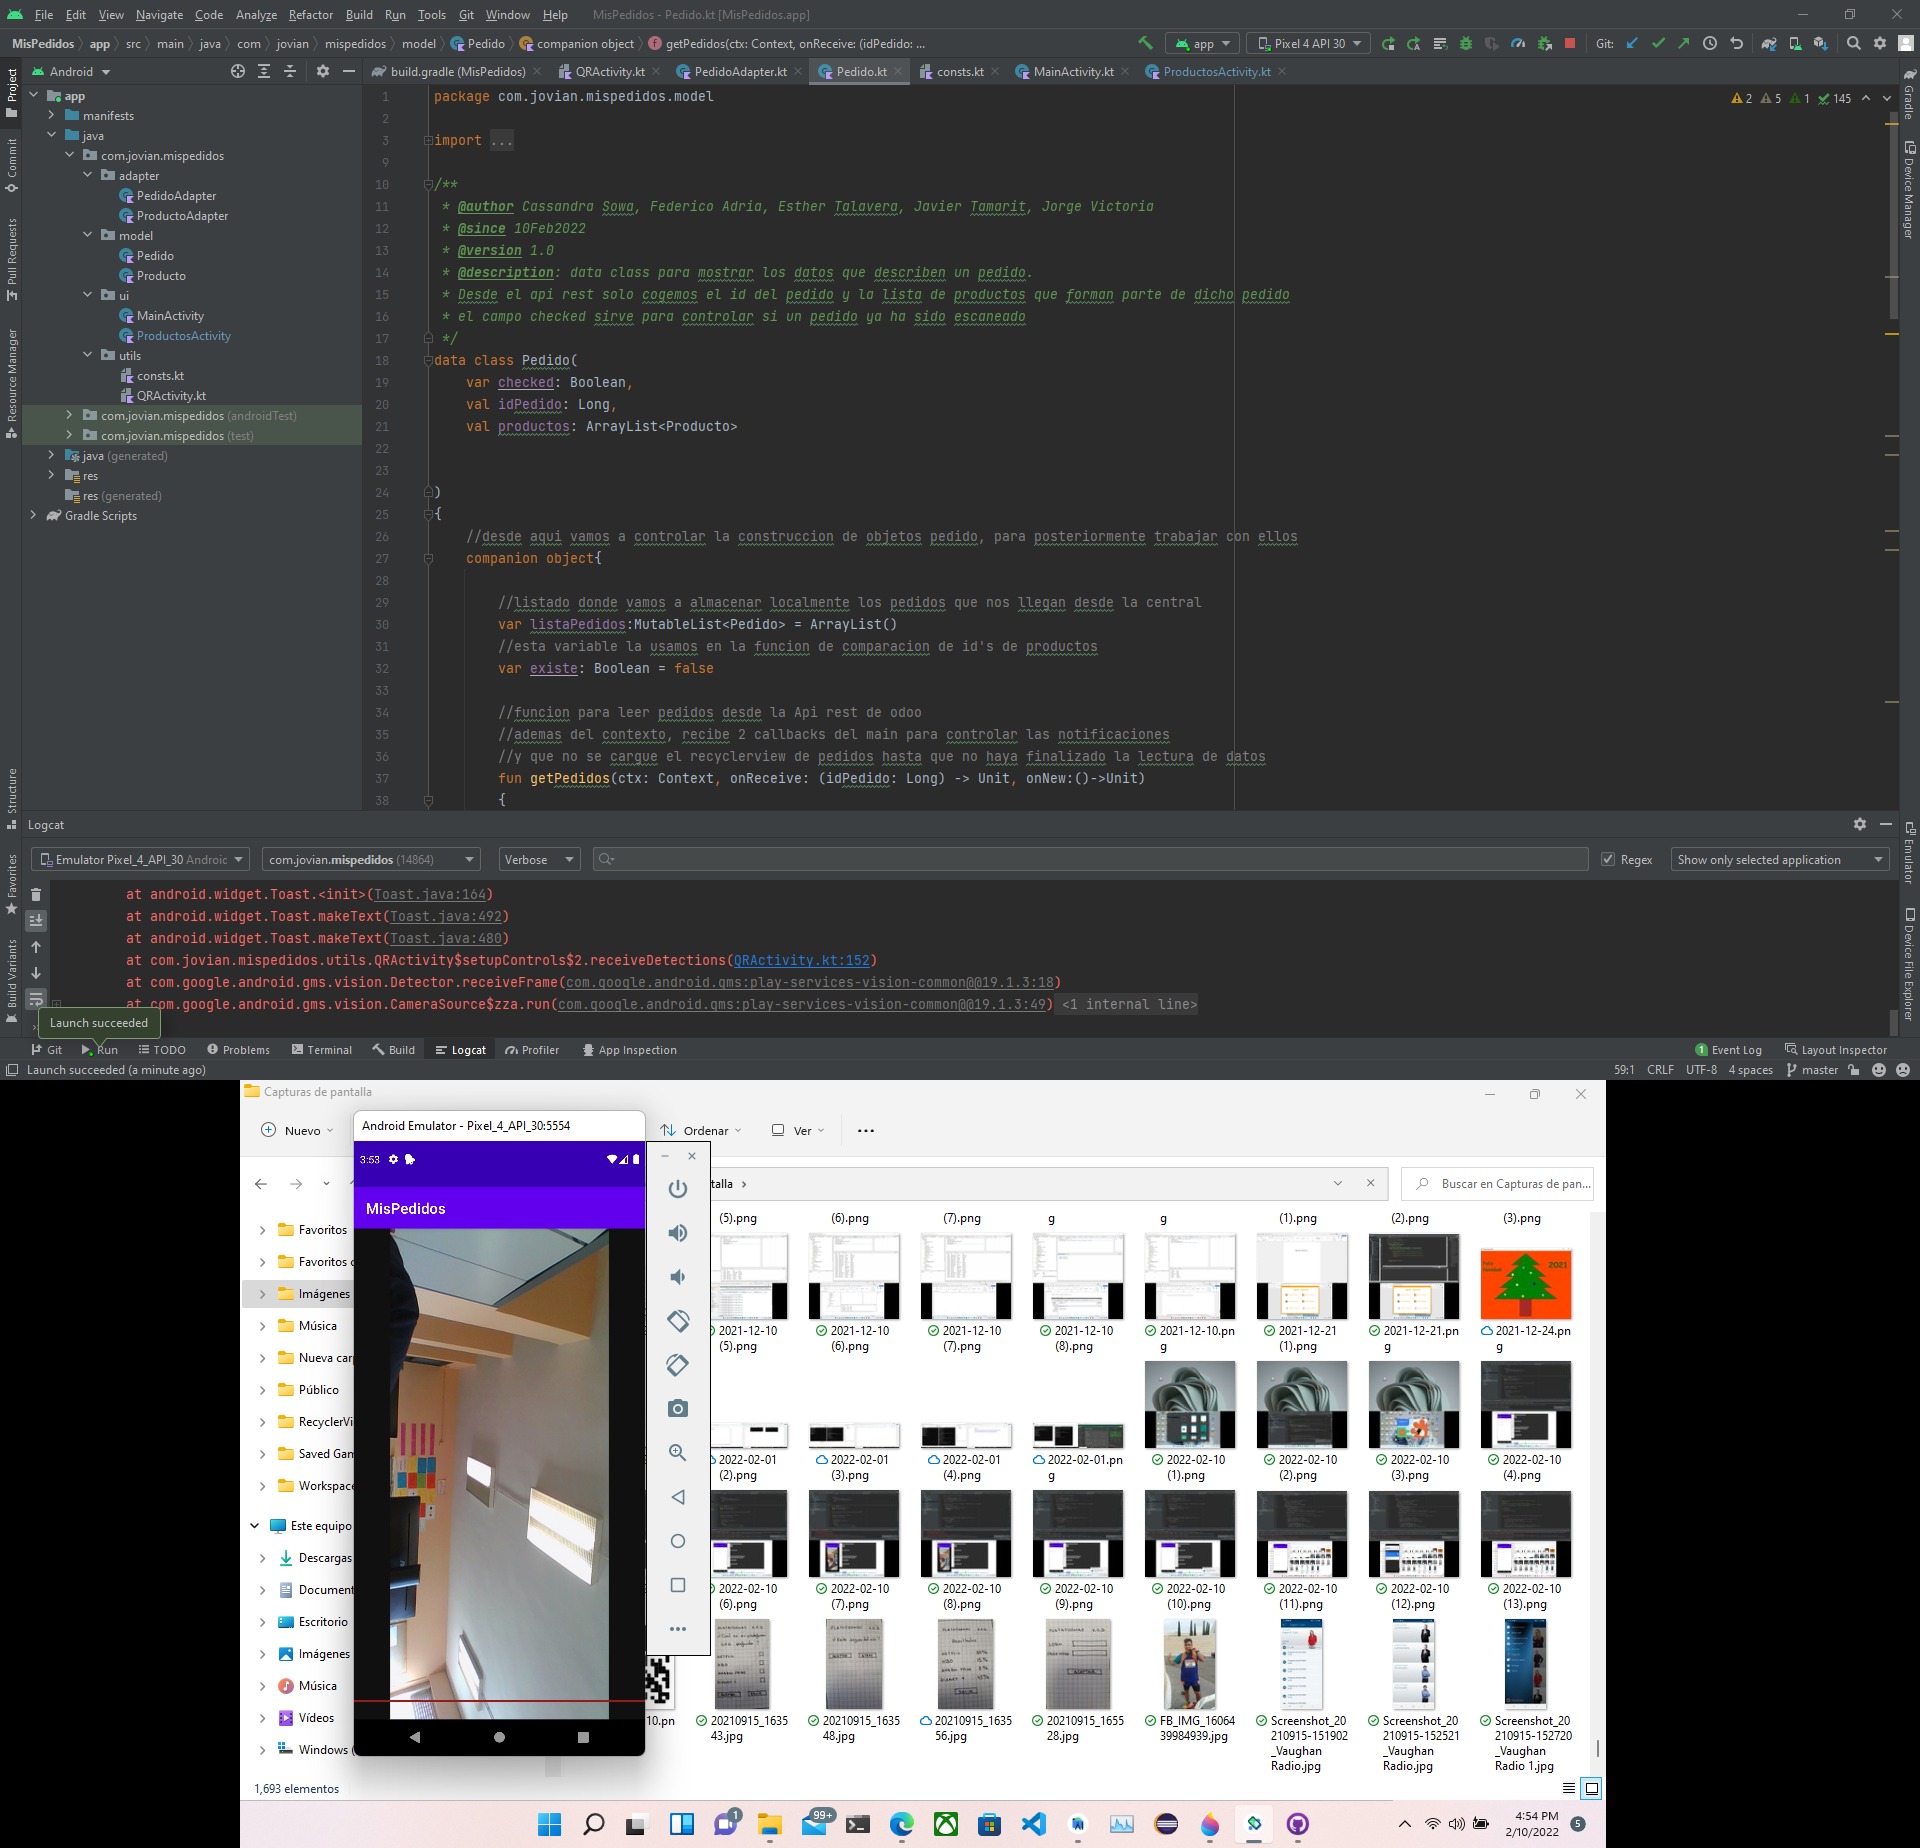 File Edit View Navigate Code Analyze Refactor Build Run Tools Git Window Help MisPedidos - Pedido.kt [MisPedidos.app]
MisPedidos app src main java com jovian mispedidos model Pedido companion object getPedidos(ctx: Context, onReceive: (idPedido: ... app Pixel 4 API 30 Git:
Android build.gradle (MisPedidos) QRActivity.kt PedidoAdapter.kt Pedido.kt consts.kt MainActivity.kt ProductosActivity.kt
Project
Commit
Pull Requests
Resource Manager
Structure
Favorites
Build Variants
Gradle
Device Manager
Emulator
Device File Explorer
app
manifests
java
com.jovian.mispedidos
adapter
PedidoAdapter
ProductoAdapter
model
Pedido
Producto
ui
MainActivity
ProductosActivity
utils
consts.kt
QRActivity.kt
com.jovian.mispedidos (androidTest)
com.jovian.mispedidos (test)
java (generated)
res
res (generated)
Gradle Scripts
2 5 1 145
1 package com.jovian.mispedidos.model
2
3 import ...
9
10 /**
11 * @author Cassandra Sowa, Federico Adria, Esther Talavera, Javier Tamarit, Jorge Victoria
12 * @since 10Feb2022
13 * @version 1.0
14 * @description: data class para mostrar los datos que describen un pedido.
15 * Desde el api rest solo cogemos el id del pedido y la lista de productos que forman parte de dicho pedido
16 * el campo checked sirve para controlar si un pedido ya ha sido escaneado
17 */
18 data class Pedido(
19 var checked: Boolean,
20 val idPedido: Long,
21 val productos: ArrayList<Producto>
22
23
24 )
25 {
26 //desde aqui vamos a controlar la construccion de objetos pedido, para posteriormente trabajar con ellos
27 companion object{
28
29 //listado donde vamos a almacenar localmente los pedidos que nos llegan desde la central
30 var listaPedidos:MutableList<Pedido> = ArrayList()
31 //esta variable la usamos en la funcion de comparacion de id's de productos
32 var existe: Boolean = false
33
34 //funcion para leer pedidos desde la Api rest de odoo
35 //ademas del contexto, recibe 2 callbacks del main para controlar las notificaciones
36 //y que no se cargue el recyclerview de pedidos hasta que no haya finalizado la lectura de datos
37 fun getPedidos(ctx: Context, onReceive: (idPedido: Long) -> Unit, onNew:()->Unit)
38 {
Logcat
Emulator Pixel_4_API_30 Androic com.jovian.mispedidos (14864) Verbose Regex Show only selected application
at android.widget.Toast.<init>(Toast.java:164)
at android.widget.Toast.makeText(Toast.java:492)
at android.widget.Toast.makeText(Toast.java:480)
at com.jovian.mispedidos.utils.QRActivity$setupControls$2.receiveDetections(QRActivity.kt:152)
at com.google.android.gms.vision.Detector.receiveFrame(com.google.android.gms:play-services-vision-common@@19.1.3:18)
at com.google.android.gms.vision.CameraSource$zza.run(com.google.android.gms:play-services-vision-common@@19.1.3:49) <1 internal line>
Launch succeeded
Git Run TODO Problems Terminal Build Logcat Profiler App Inspection 1 Event Log Layout Inspector
Launch succeeded (a minute ago) 59:1 CRLF UTF-8 4 spaces master
Capturas de pantalla
Nuevo Ordenar Ver
Android Emulator - Pixel_4_API_30:5554
3:53
MisPedidos
talla Buscar en Capturas de pan...
Favoritos
Favoritos
Imágenes
Música
Nueva car
Público
RecyclerVi
Saved Gam
Workspace
Este equipo
Descargas
Document
Escritorio
Imágenes
Música
Vídeos
Windows (
(5).png (6).png (7).png g g (1).png (2).png (3).png
2021
2021-12-10 (5).png
2021-12-10 (6).png
2021-12-10 (7).png
2021-12-10 (8).png
2021-12-10.png
2021-12-21 (1).png
2021-12-21.png
2021-12-24.png
2022-02-01 (2).png
2022-02-01 (3).png
2022-02-01 (4).png
2022-02-01.png
2022-02-10 (1).png
2022-02-10 (2).png
2022-02-10 (3).png
2022-02-10 (4).png
2022-02-10 (6).png
2022-02-10 (7).png
2022-02-10 (8).png
2022-02-10 (9).png
2022-02-10 (10).png
2022-02-10 (11).png
2022-02-10 (12).png
2022-02-10 (13).png
10.pn
20210915_163543.jpg
20210915_163548.jpg
20210915_163556.jpg
20210915_165528.jpg
FB_IMG_1606439984939.jpg
Screenshot_20210915-151902_Vaughan Radio.jpg
Screenshot_20210915-152521_Vaughan Radio.jpg
Screenshot_20210915-152720_Vaughan Radio 1.jpg
1,693 elementos
1 99+
4:54 PM
2/10/2022 5